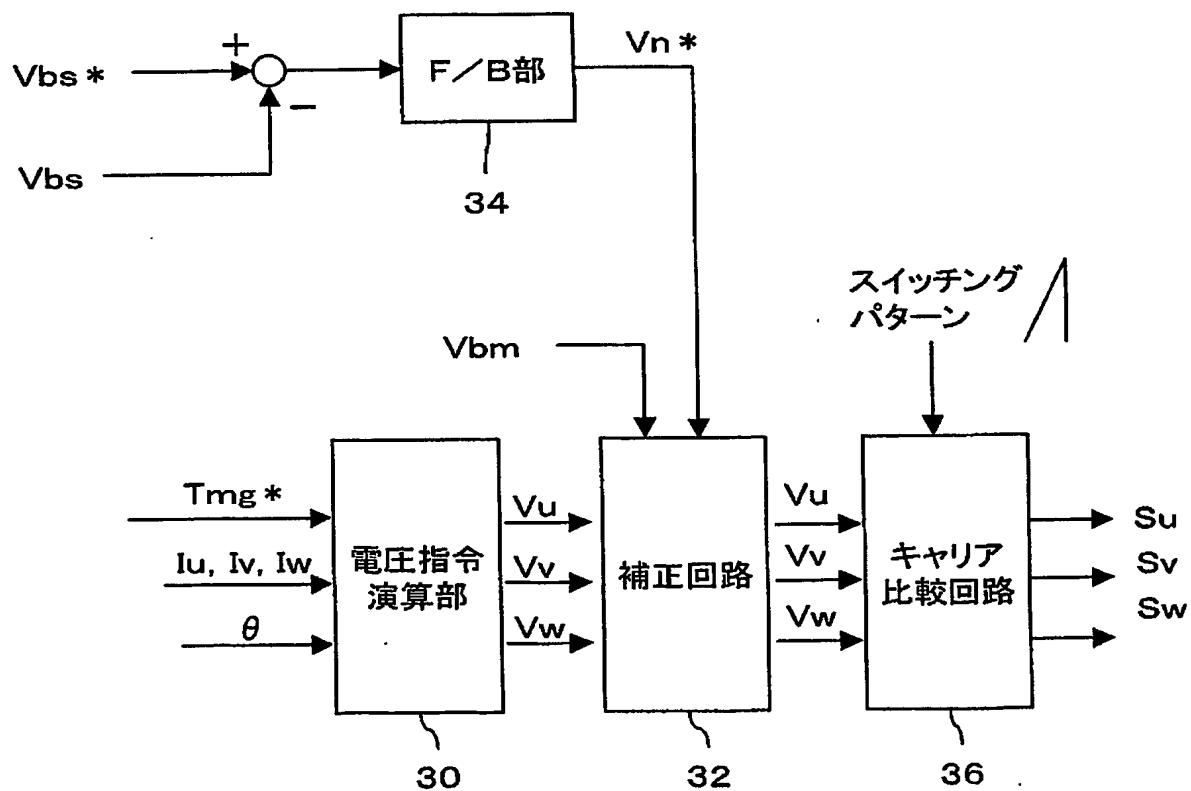 Vbs*
+
−
Vbs
F/B部
34
Vn*
スイッチング
パターン
Vbm
Tmg*
Iu, Iv, Iw
θ
電圧指令
演算部
30
Vu
Vv
Vw
補正回路
32
Vu
Vv
Vw
キャリア
比較回路
36
Su
Sv
Sw